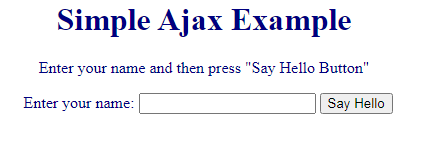 Simple Ajax Example
Enter your name and then press "Say Hello Button"
Enter your name: Say Hello